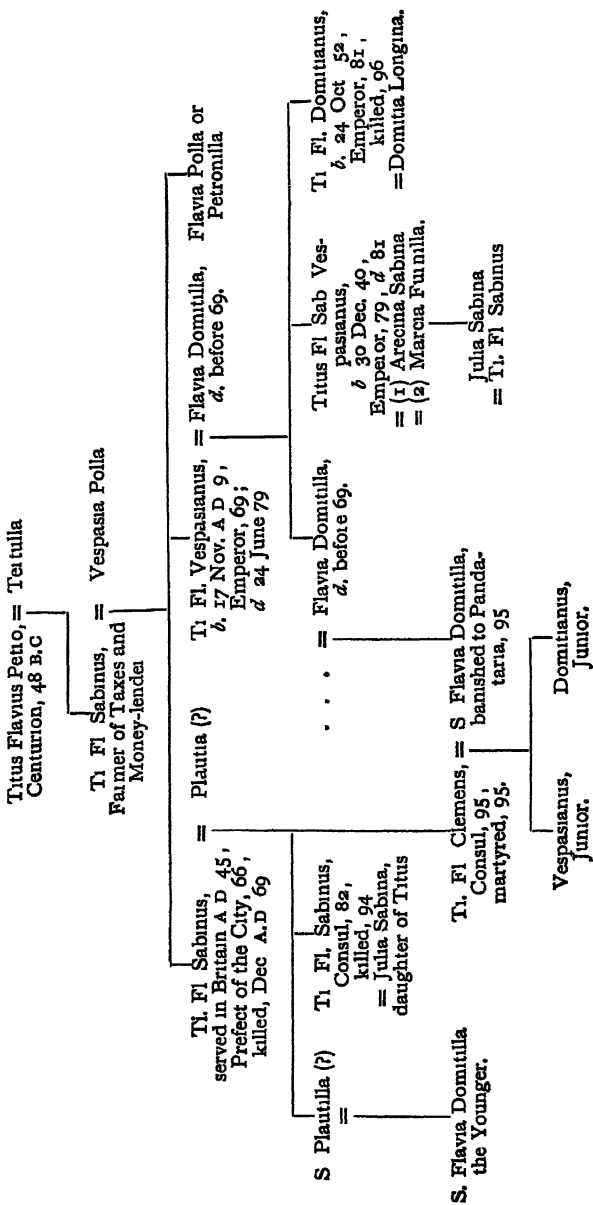 Titus Flavius Petro, = Tertulla
Centurion, 48 B.C
Ti Fl Sabinus, = Vespasia Polla
Farmer of Taxes and
Money-lender
Ti. Fl Sabinus, = Plautia (?)
served in Britain A D 45,
Prefect of the City, 66,
killed, Dec A.D 69
Ti Fl. Vespasianus, = Flavia Domitilla,
b. 17 Nov. A D 9, d. before 69.
Emperor, 69;
d 24 June 79
Flavia Polla or
Petronilla
S Plautilla (?)
=
Ti Fl. Sabinus,
Consul, 82,
killed, 94
= Julia Sabina,
daughter of Titus
. . . = Flavia Domitilla,
d. before 69.
Titus Fl Sab Ves-
pasianus,
b 30 Dec. 40,
Emperor, 79, d 81
= (1) Arecina Sabina
= (2) Marcia Furnilla.
Ti Fl. Domitianus,
b. 24 Oct 52,
Emperor, 81,
killed, 96
=Domitia Longina.
S. Flavia Domitilla
the Younger.
Ti. Fl Clemens, = S Flavia Domitilla,
Consul, 95, banished to Panda-
martyred, 95. taria, 95
Julia Sabina
= Ti. Fl Sabinus
Vespasianus,
Junior.
Domitianus,
Junior.